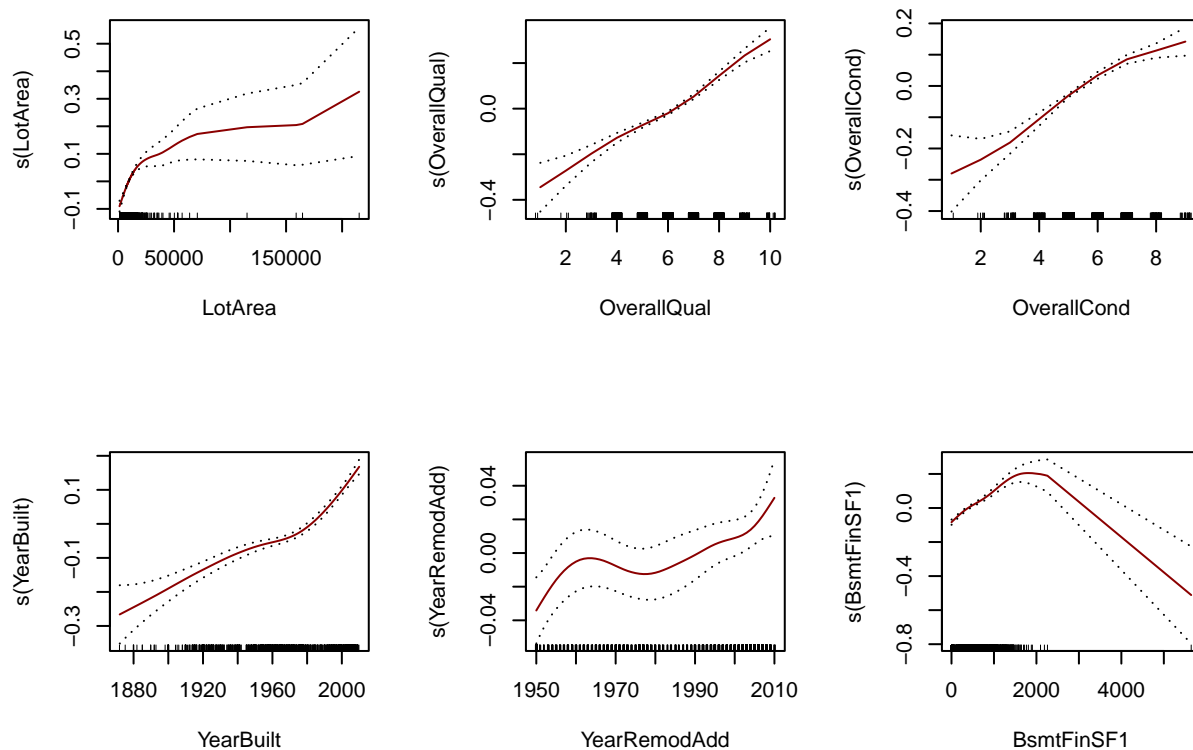 s(LotArea)
0.5
0.3
0.1
−0.1
0 50000 150000
LotArea
s(OverallQual)
0.0
−0.4
2 4 6 8 10
OverallQual
s(OverallCond)
0.2
0.0
−0.2
−0.4
2 4 6 8
OverallCond
s(YearBuilt)
0.1
−0.1
−0.3
1880 1920 1960 2000
YearBuilt
s(YearRemodAdd)
0.04
0.00
−0.04
1950 1970 1990 2010
YearRemodAdd
s(BsmtFinSF1)
0.0
−0.4
−0.8
0 2000 4000
BsmtFinSF1